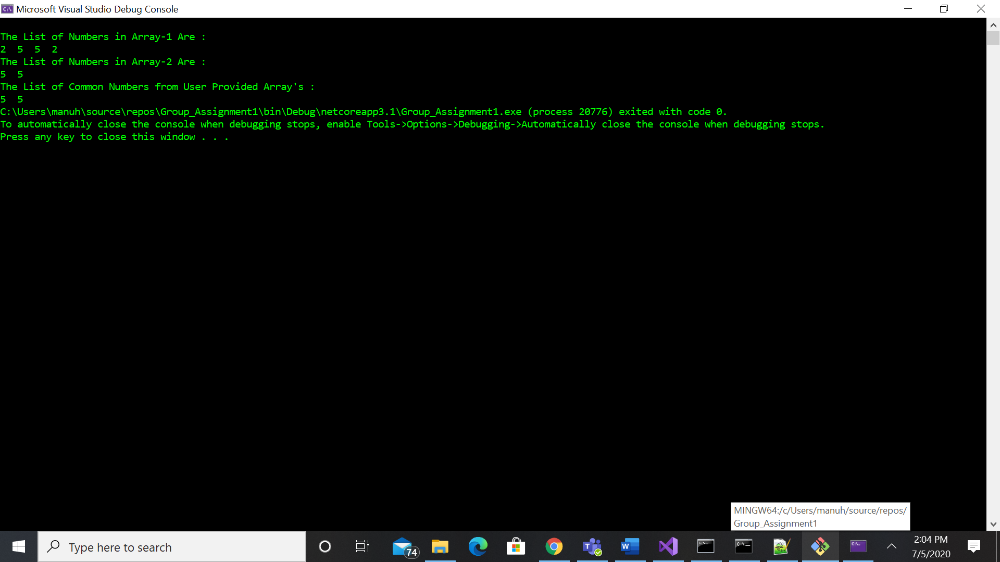 Microsoft Visual Studio Debug Console
The List of Numbers in Array-1 Are :
2  5  5  2
The List of Numbers in Array-2 Are :
5  5
The List of Common Numbers from User Provided Array's :
5  5
C:\Users\manuh\source\repos\Group_Assignment1\bin\Debug\netcoreapp3.1\Group_Assignment1.exe (process 20776) exited with code 0.
To automatically close the console when debugging stops, enable Tools->Options->Debugging->Automatically close the console when debugging stops.
Press any key to close this window . . .
MINGW64:/c/Users/manuh/source/repos/
Group_Assignment1
Type here to search
74
2:04 PM
7/5/2020